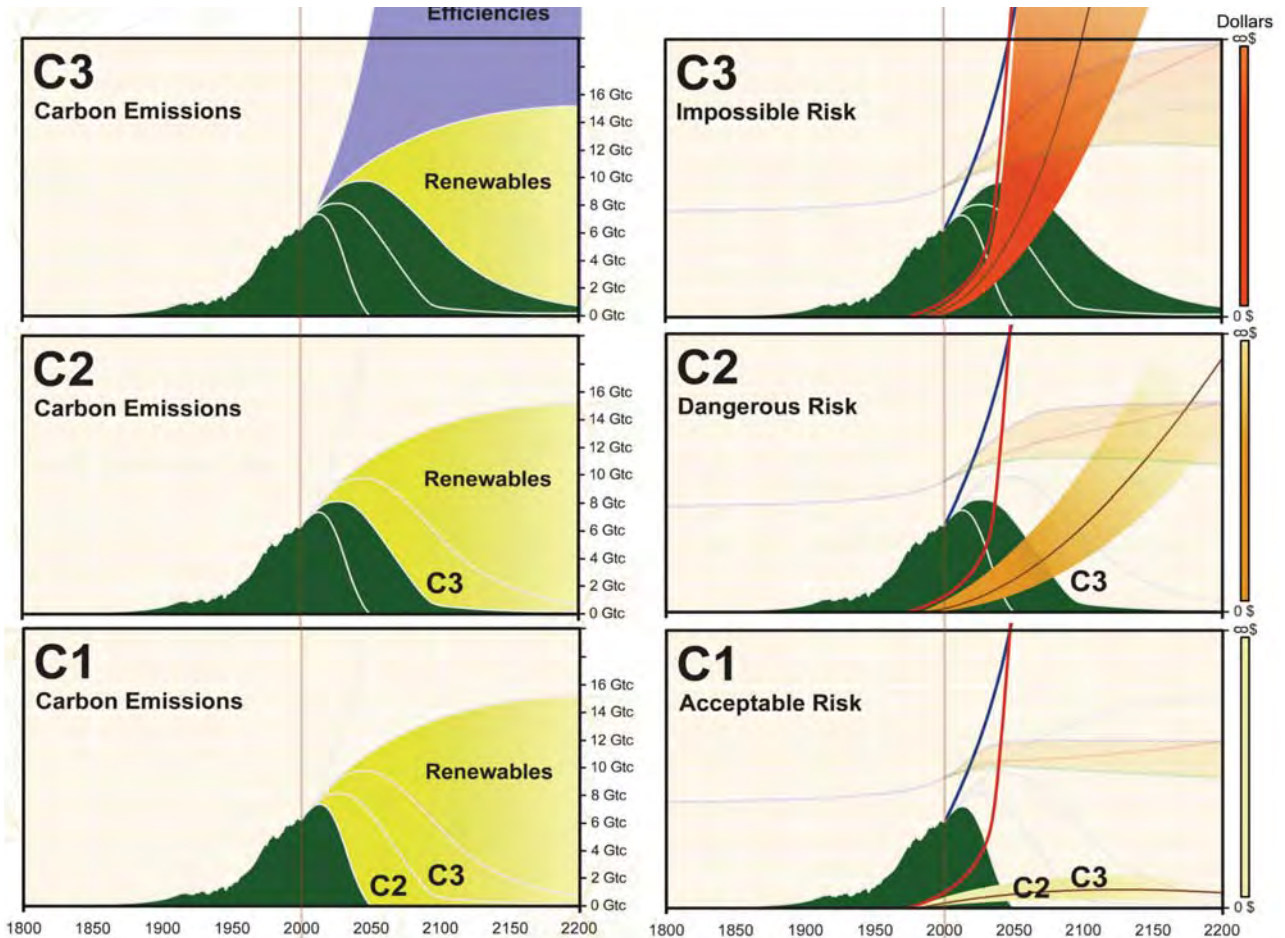 Efficiencies
C3
Carbon Emissions
16 Gtc
14 Gtc
12 Gtc
10 Gtc
8 Gtc
6 Gtc
4 Gtc
2 Gtc
0 Gtc
Renewables
Dollars
∞$
C3
Impossible Risk
0 $
C2
Carbon Emissions
16 Gtc
14 Gtc
12 Gtc
10 Gtc
8 Gtc
6 Gtc
4 Gtc
2 Gtc
0 Gtc
Renewables
C3
∞$
C2
Dangerous Risk
C3
0 $
C1
Carbon Emissions
16 Gtc
14 Gtc
12 Gtc
10 Gtc
8 Gtc
6 Gtc
4 Gtc
2 Gtc
0 Gtc
Renewables
C2 C3
1800 1850 1900 1950 2000 2050 2100 2150 2200
∞$
C1
Acceptable Risk
C2 C3
0 $
1800 1850 1900 1950 2000 2050 2100 2150 2200